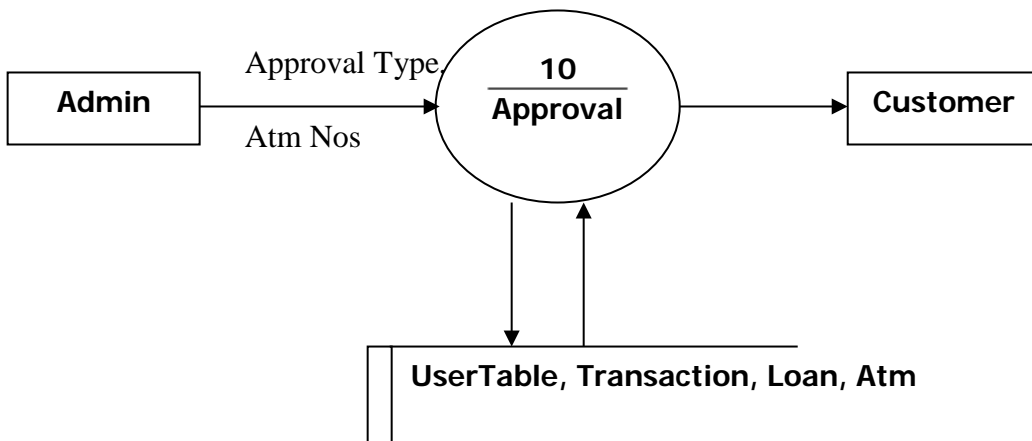 Approval Type,
Admin
Atm Nos
10
Approval
Customer
UserTable, Transaction, Loan, Atm